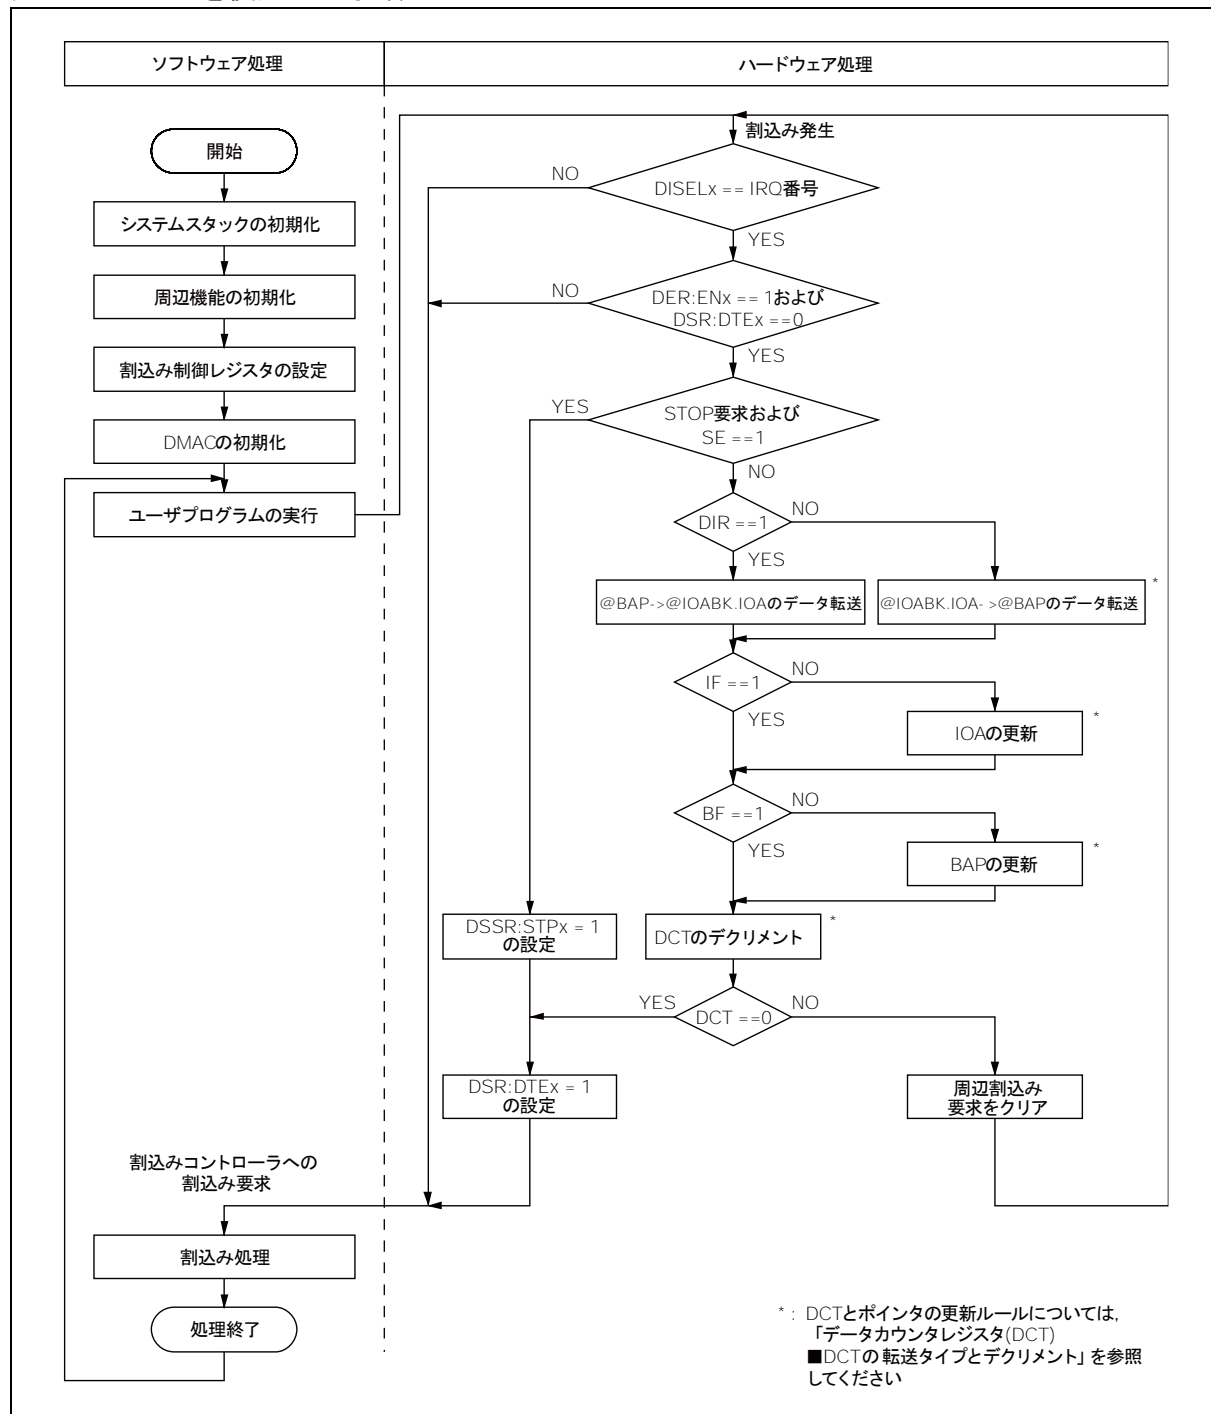 ソフトウェア処理
ハードウェア処理
開始
システムスタックの初期化
周辺機能の初期化
割込み制御レジスタの設定
DMACの初期化
ユーザプログラムの実行
割込み発生
DISELx == IRQ番号
NO
YES
DER:ENx == 1および
DSR:DTEx ==0
NO
YES
STOP要求および
SE ==1
YES
NO
DIR ==1
NO
YES
@BAP->@IOABK.IOAのデータ転送
@IOABK.IOA- >@BAPのデータ転送
*
IF ==1
NO
YES
IOAの更新
*
BF ==1
NO
YES
BAPの更新
*
DSSR:STPx = 1
の設定
DCTのデクリメント
*
YES
DCT ==0
NO
DSR:DTEx = 1
の設定
周辺割込み
要求をクリア
割込みコントローラへの
割込み要求
割込み処理
処理終了
* : DCTとポインタの更新ルールについては,
「データカウンタレジスタ(DCT)
■DCTの転送タイプとデクリメント」を参照
してください